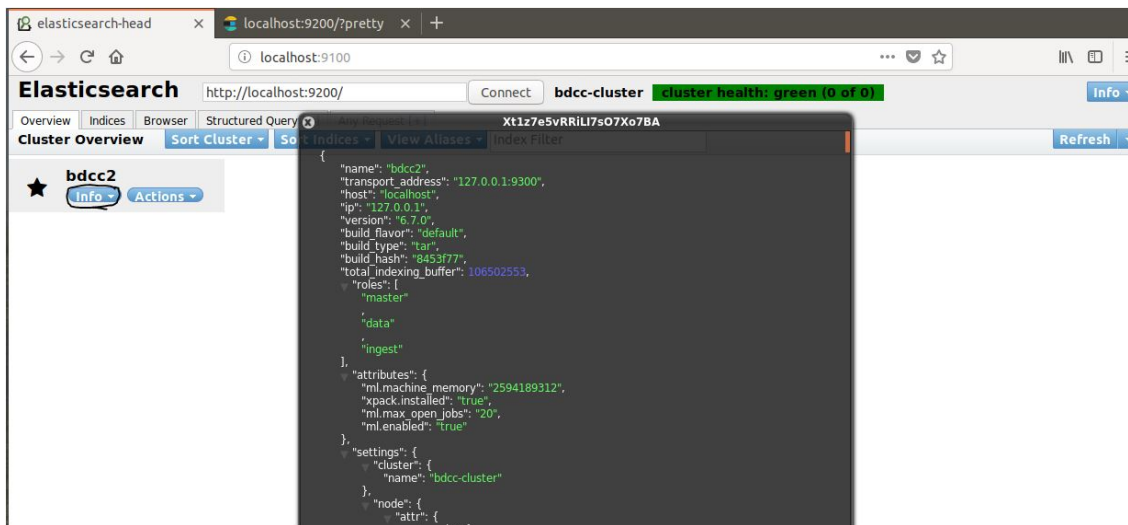 elasticsearch-head
localhost:9200/?pretty
localhost:9100
Elasticsearch http://localhost:9200/ Connect bdcc-cluster cluster health: green (0 of 0) Info
Overview Indices Browser Structured Query Any Request [+]
Cluster Overview Sort Cluster Sort Indices View Aliases Index Filter Refresh
bdcc2
Info Actions
Xt1z7e5vRRiLI7sO7Xo7BA
{
"name": "bdcc2",
"transport_address": "127.0.0.1:9300",
"host": "localhost",
"ip": "127.0.0.1",
"version": "6.7.0",
"build_flavor": "default",
"build_type": "tar",
"build_hash": "8453f77",
"total_indexing_buffer": 106502553,
"roles": [
"master"
,
"data"
,
"ingest"
],
"attributes": {
"ml.machine_memory": "2594189312",
"xpack.installed": "true",
"ml.max_open_jobs": "20",
"ml.enabled": "true"
},
"settings": {
"cluster": {
"name": "bdcc-cluster"
},
"node": {
"attr": {